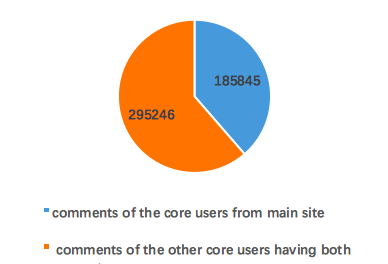 185845
295246
comments of the core users from main site
comments of the other core users having both